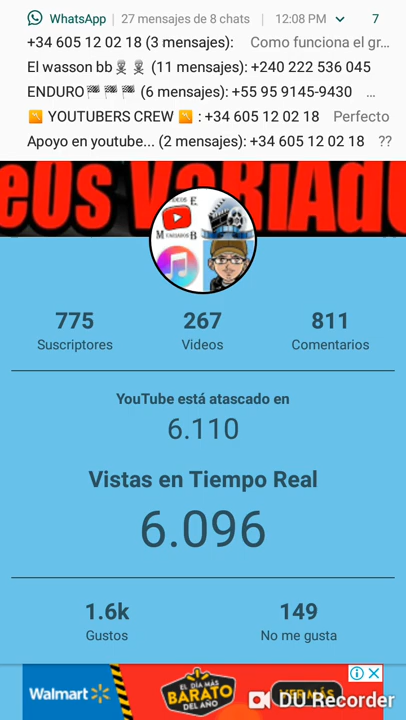 WhatsApp | 27 mensajes de 8 chats | 12:08 PM 7
+34 605 12 02 18 (3 mensajes): Como funciona el gr...
El wasson bb☠☠ (11 mensajes): +240 222 536 045
ENDURO🏁🏁🏁 (6 mensajes): +55 95 9145-9430 ...
📉 YOUTUBERS CREW 📉 : +34 605 12 02 18 Perfecto
Apoyo en youtube... (2 mensajes): +34 605 12 02 18 ??
775 267 811
Suscriptores Videos Comentarios
YouTube está atascado en
6.110
Vistas en Tiempo Real
6.096
1.6k 149
Gustos No me gusta
Walmart EL DÍA MÁS BARATO DEL AÑO VER MÁS
DU Recorder